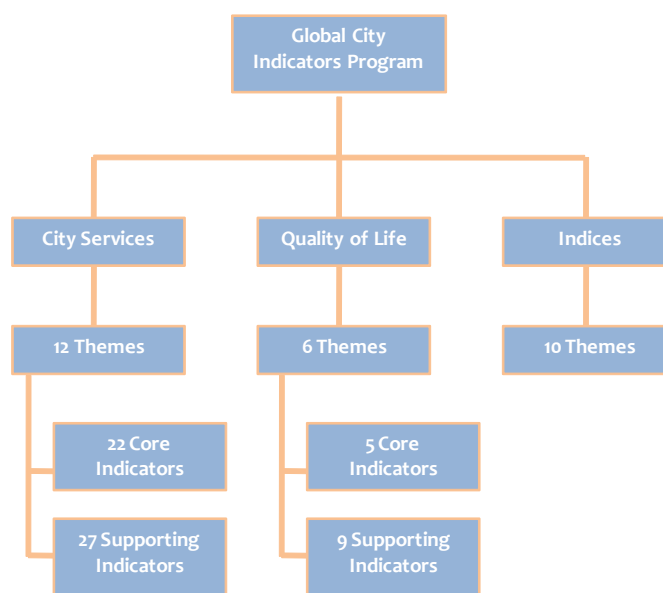 Global City
Indicators Program
City Services
Quality of Life
Indices
12 Themes
6 Themes
10 Themes
22 Core
Indicators
5 Core
Indicators
27 Supporting
Indicators
9 Supporting
Indicators